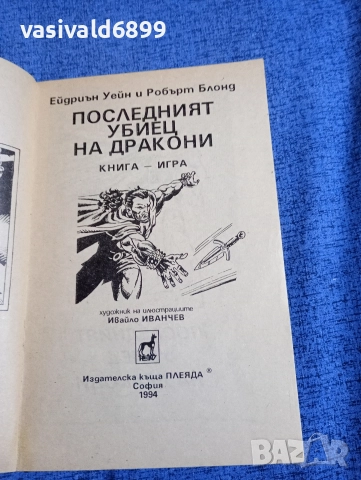 vasivald6899
Ейдриън Уейн и Робърт Блонд
ПОСЛЕДНИЯТ
УБИЕЦ
НА ДРАКОНИ
КНИГА – ИГРА
художник на илюстрациите
Ивайло ИВАНЧЕВ
Издателска къща ПЛЕЯДА ®
София
1994
BAZAR